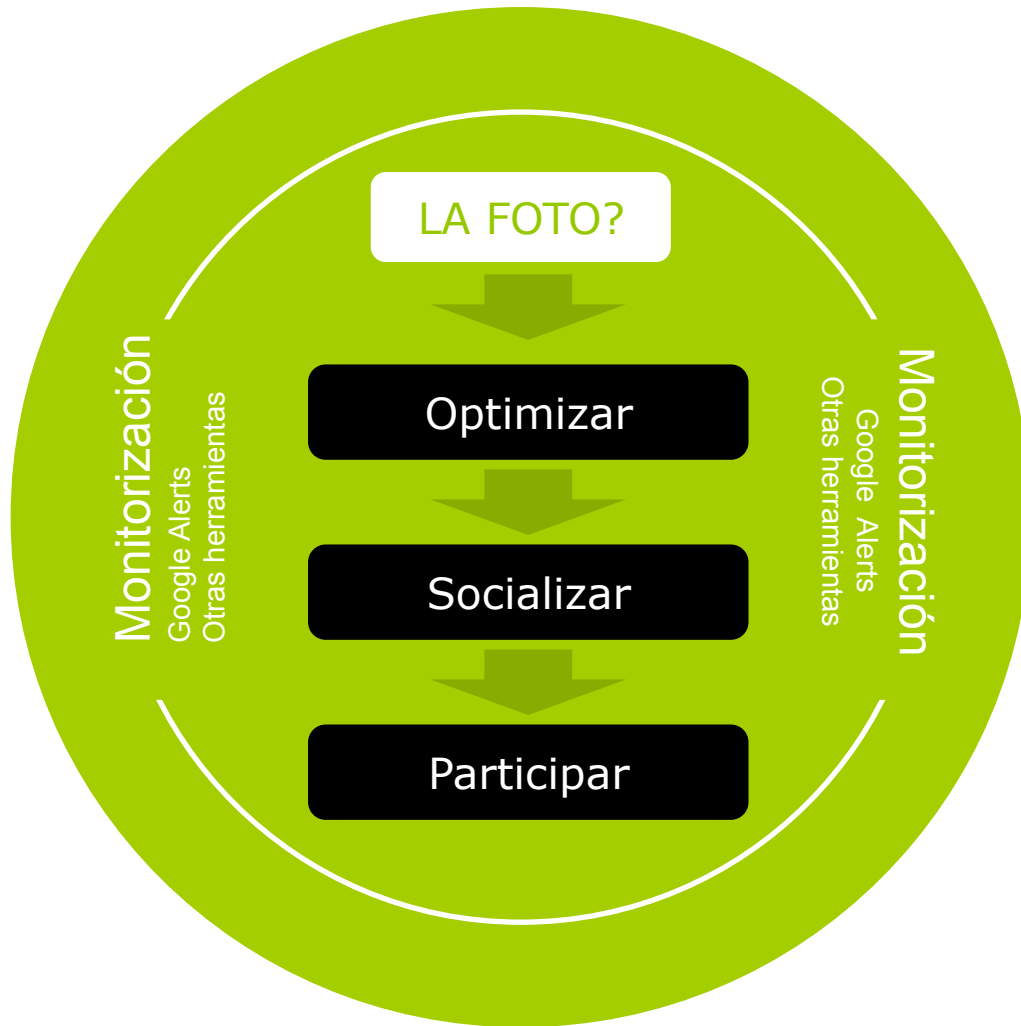 LA FOTO?
Optimizar
Socializar
Participar
Monitorización
Google Alerts
Otras herramientas
Monitorización
Google Alerts
Otras herramientas